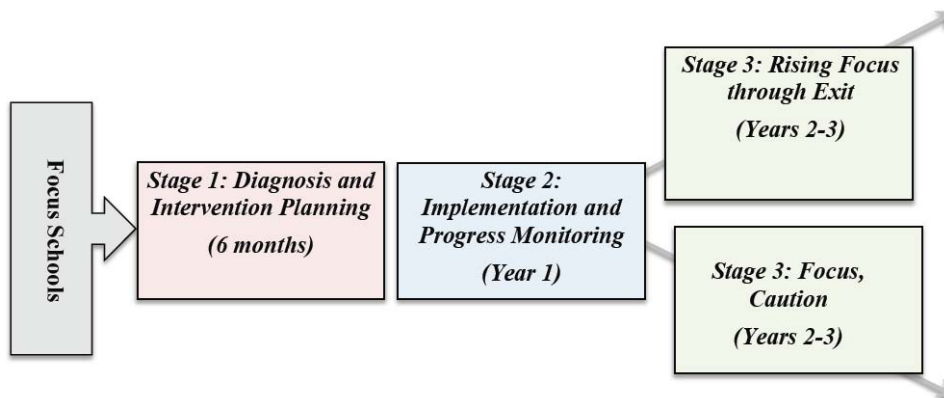 Focus Schools
Stage 1: Diagnosis and
Intervention Planning
(6 months)
Stage 2:
Implementation and
Progress Monitoring
(Year 1)
Stage 3: Rising Focus
through Exit
(Years 2-3)
Stage 3: Focus,
Caution
(Years 2-3)